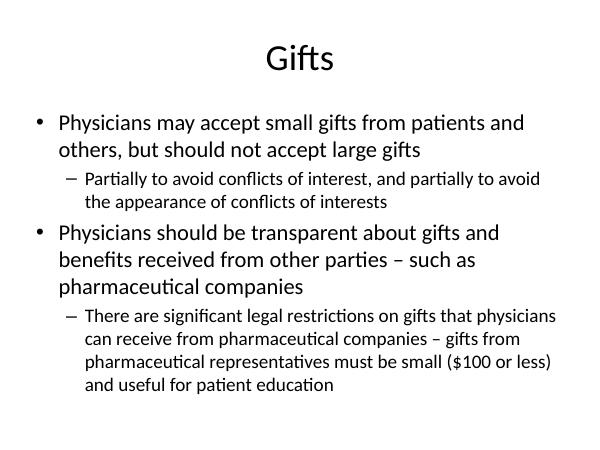 Gifts
• Physicians may accept small gifts from patients and
others, but should not accept large gifts
– Partially to avoid conflicts of interest, and partially to avoid
the appearance of conflicts of interests
• Physicians should be transparent about gifts and
benefits received from other parties – such as
pharmaceutical companies
– There are significant legal restrictions on gifts that physicians
can receive from pharmaceutical companies – gifts from
pharmaceutical representatives must be small ($100 or less)
and useful for patient education